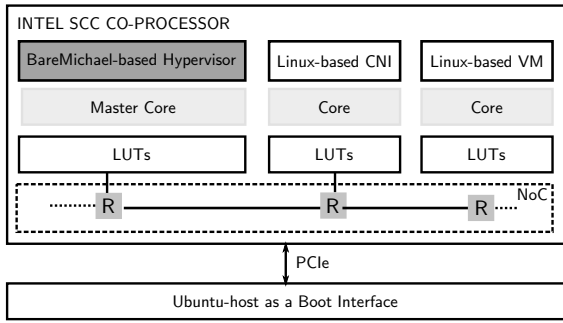 INTEL SCC CO-PROCESSOR
BareMichael-based Hypervisor
Linux-based CNI
Linux-based VM
Master Core
Core
Core
LUTs
LUTs
LUTs
NoC
R
R
R
PCIe
Ubuntu-host as a Boot Interface